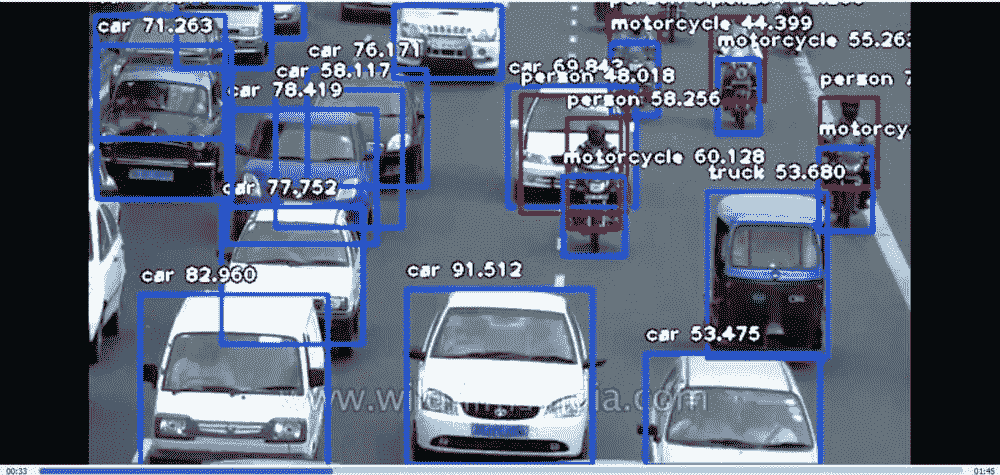 motorcycle 44.399
car 71.263
motorcycle 55.26
car 76.171
car 69.843
car 58.117
person 48.018
car 78.419
person 58.256
motorcyc
motorcycle 60.128
truck 53.680
car 77.752
car 82.960
car 91.512
car 53.475
00:33
01:45